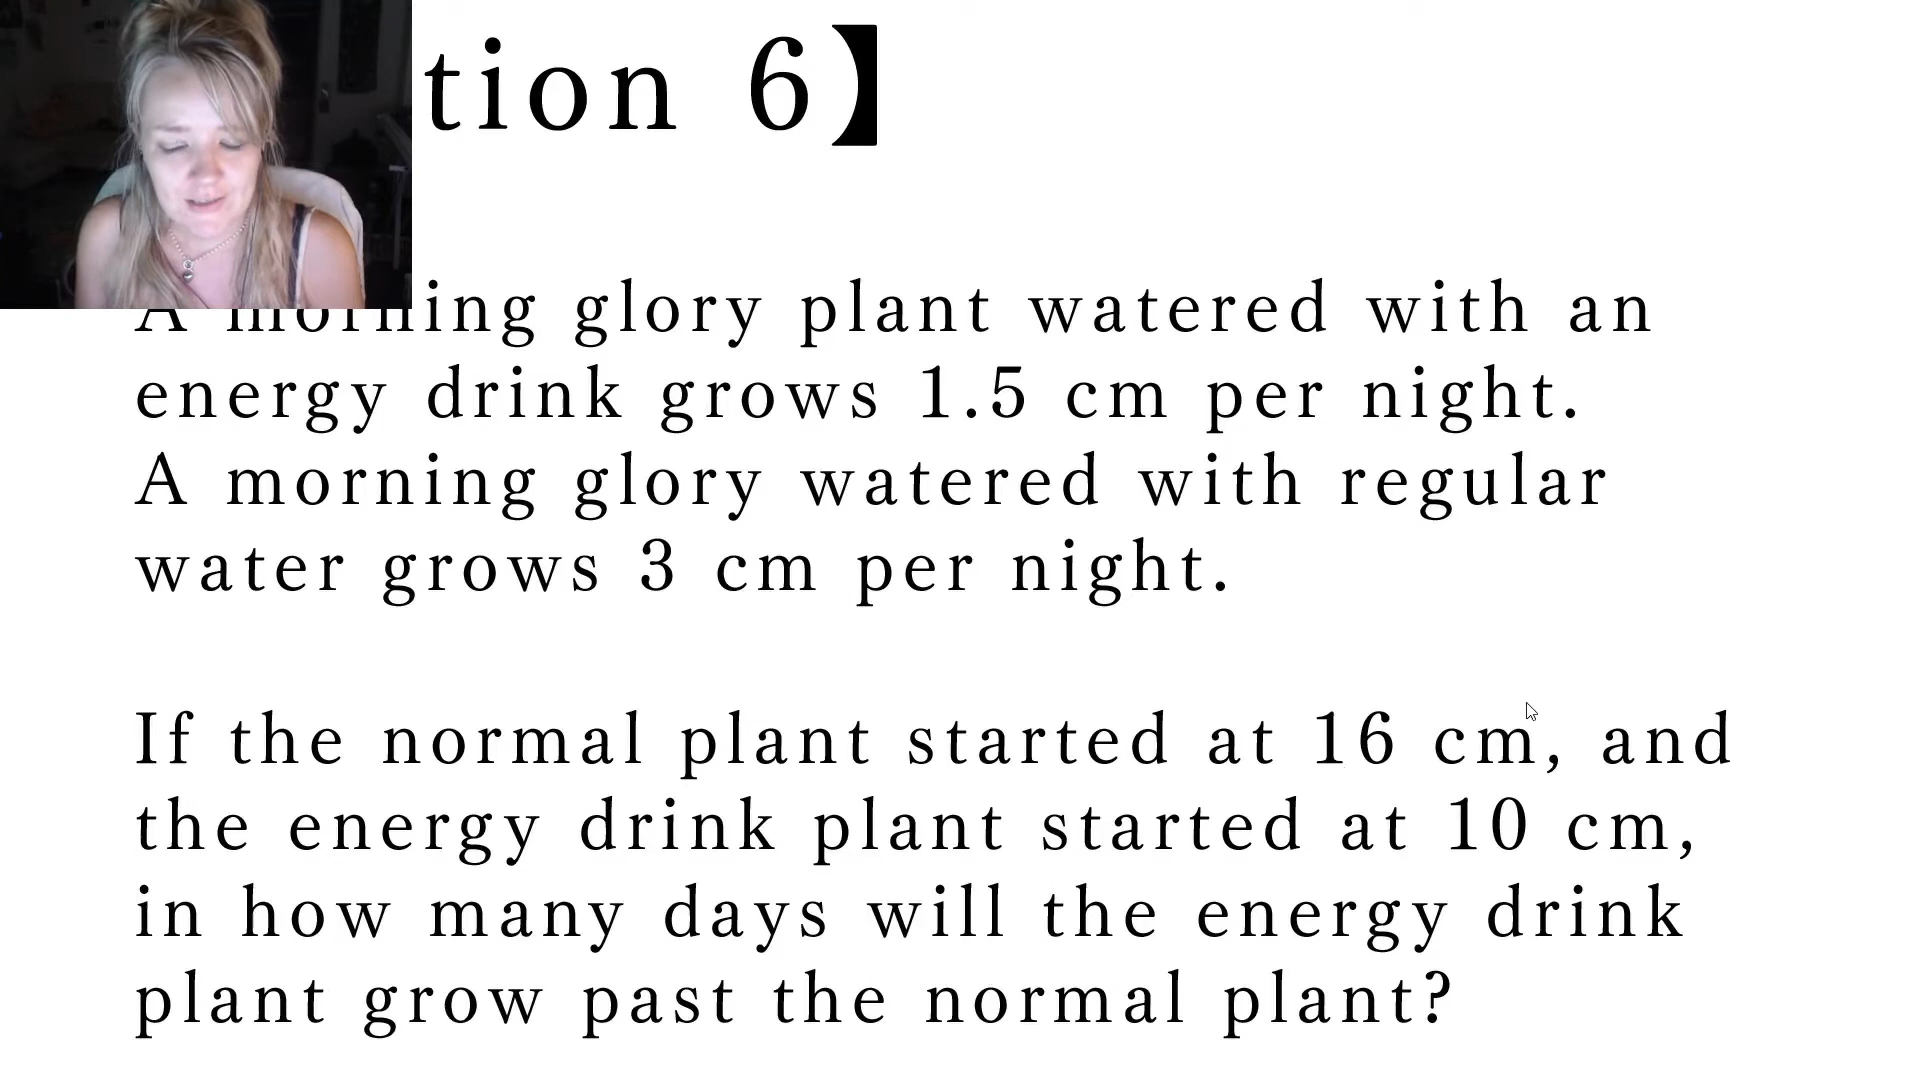 tion 6】
A morning glory plant watered with an
energy drink grows 1.5 cm per night.
A morning glory watered with regular
water grows 3 cm per night.
If the normal plant started at 16 cm, and
the energy drink plant started at 10 cm,
in how many days will the energy drink
plant grow past the normal plant?